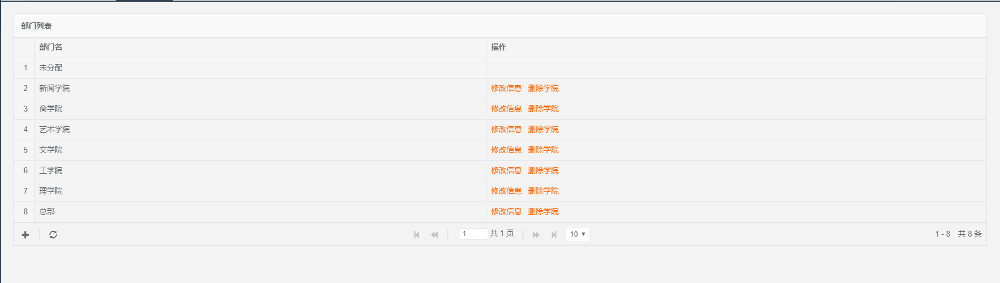 部门列表
部门名 操作
1 未分配
2 新闻学院 修改信息 删除学院
3 商学院 修改信息 删除学院
4 艺术学院 修改信息 删除学院
5 文学院 修改信息 删除学院
6 工学院 修改信息 删除学院
7 理学院 修改信息 删除学院
8 总部 修改信息 删除学院
1 共 1 页 10 1 - 8 共 8 条